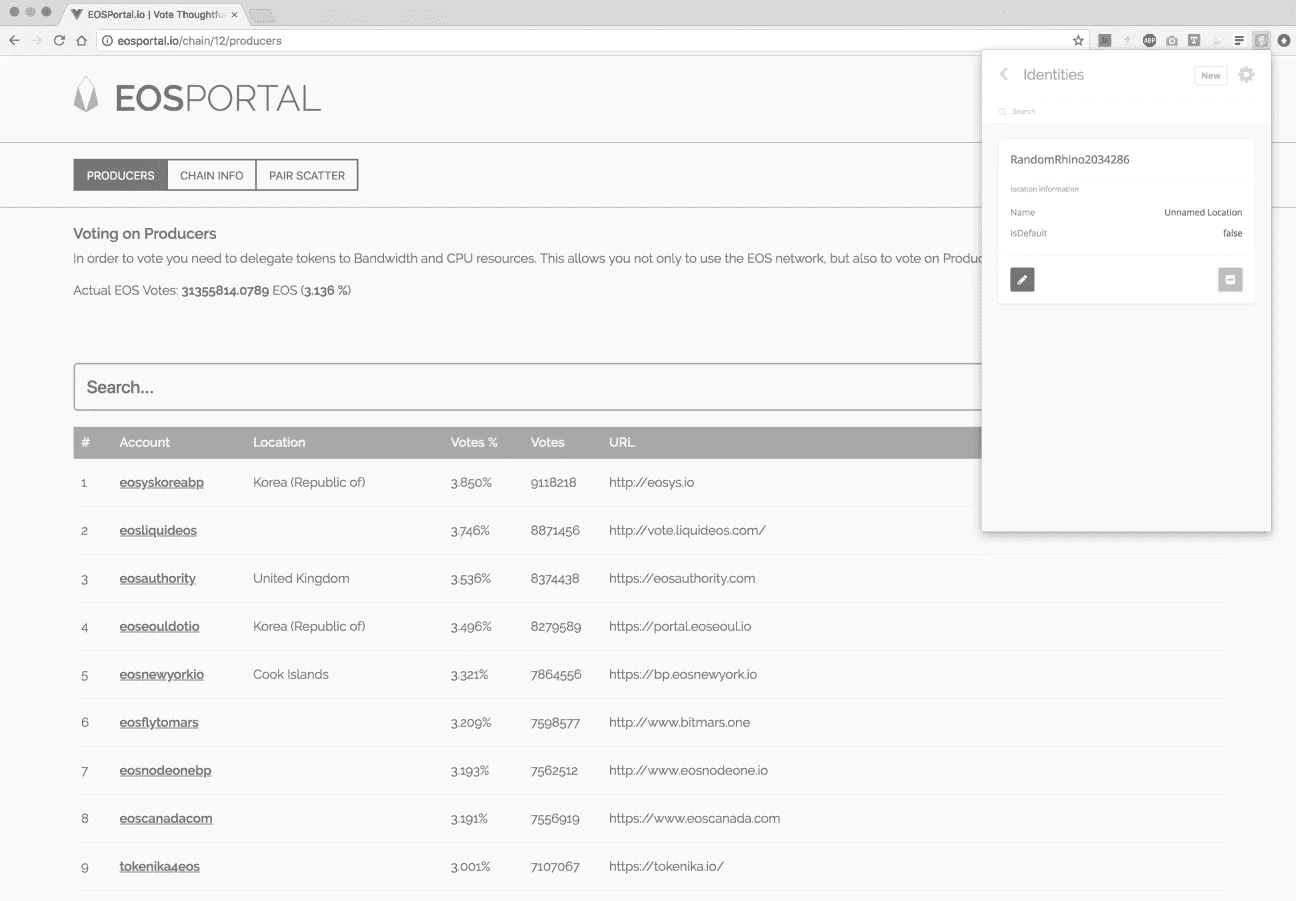 EOSPortal.io | Vote Thoughtfu
eosportal.io/chain/12/producers
ABP
T
Identities
New
Search
EOSPORTAL
RandomRhino2034286
PRODUCERS CHAIN INFO PAIR SCATTER
location information
Name Unnamed Location
IsDefault false
Voting on Producers
In order to vote you need to delegate tokens to Bandwidth and CPU resources. This allows you not only to use the EOS network, but also to vote on Produc
Actual EOS Votes: 31355814.0789 EOS (3.136 %)
Search...
# Account Location Votes % Votes URL
1 eosyskoreabp Korea (Republic of) 3.850% 9118218 http://eosys.io
2 eosliquideos 3.746% 8871456 http://vote.liquideos.com/
3 eosauthority United Kingdom 3.536% 8374438 https://eosauthority.com
4 eoseouldotio Korea (Republic of) 3.496% 8279589 https://portal.eoseoul.io
5 eosnewyorkio Cook Islands 3.321% 7864556 https://bp.eosnewyork.io
6 eosflytomars 3.209% 7598577 http://www.bitmars.one
7 eosnodeonebp 3.193% 7562512 http://www.eosnodeone.io
8 eoscanadacom 3.191% 7556919 https://www.eoscanada.com
9 tokenika4eos 3.001% 7107067 https://tokenika.io/